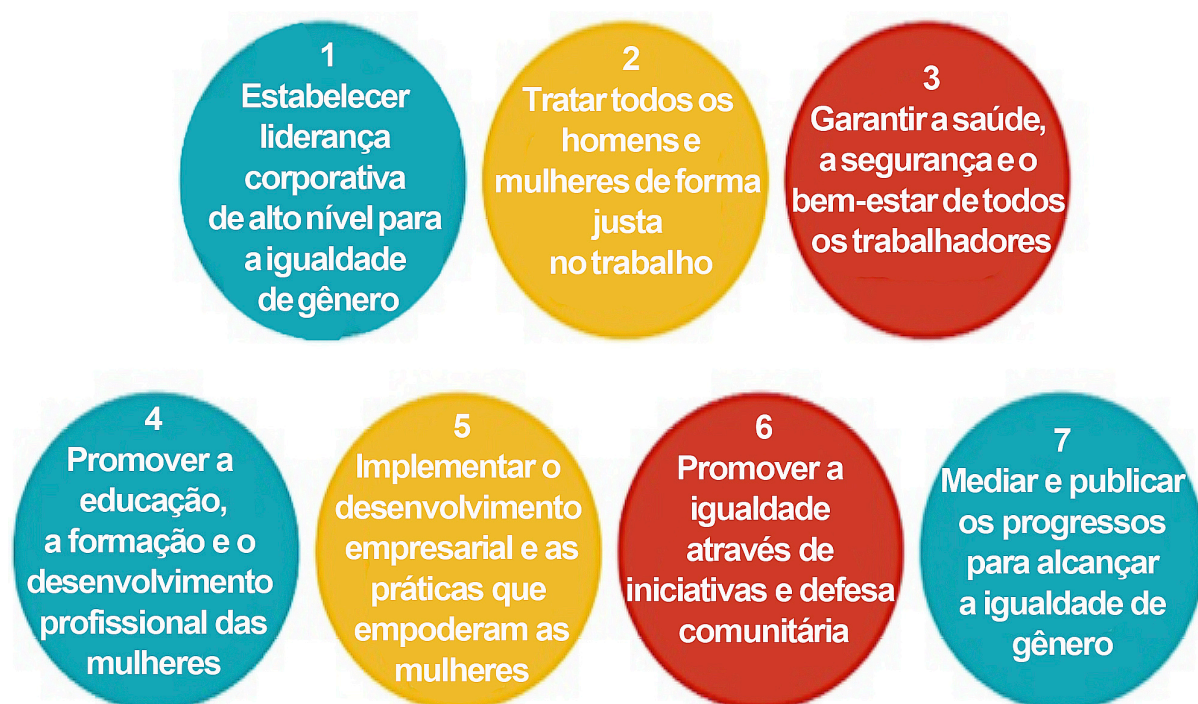 1
Estabelecer
liderança
corporativa
de alto nível para
a igualdade
de gênero
2
Tratar todos os
homens e
mulheres de forma
justa
no trabalho
3
Garantir a saúde,
a segurança e o
bem-estar de todos
os trabalhadores
4
Promover a
educação,
a formação e o
desenvolvimento
profissional das
mulheres
5
Implementar o
desenvolvimento
empresarial e as
práticas que
empoderam as
mulheres
6
Promover a
igualdade
através de
iniciativas e defesa
comunitária
7
Mediar e publicar
os progressos
para alcançar
a igualdade de
gênero